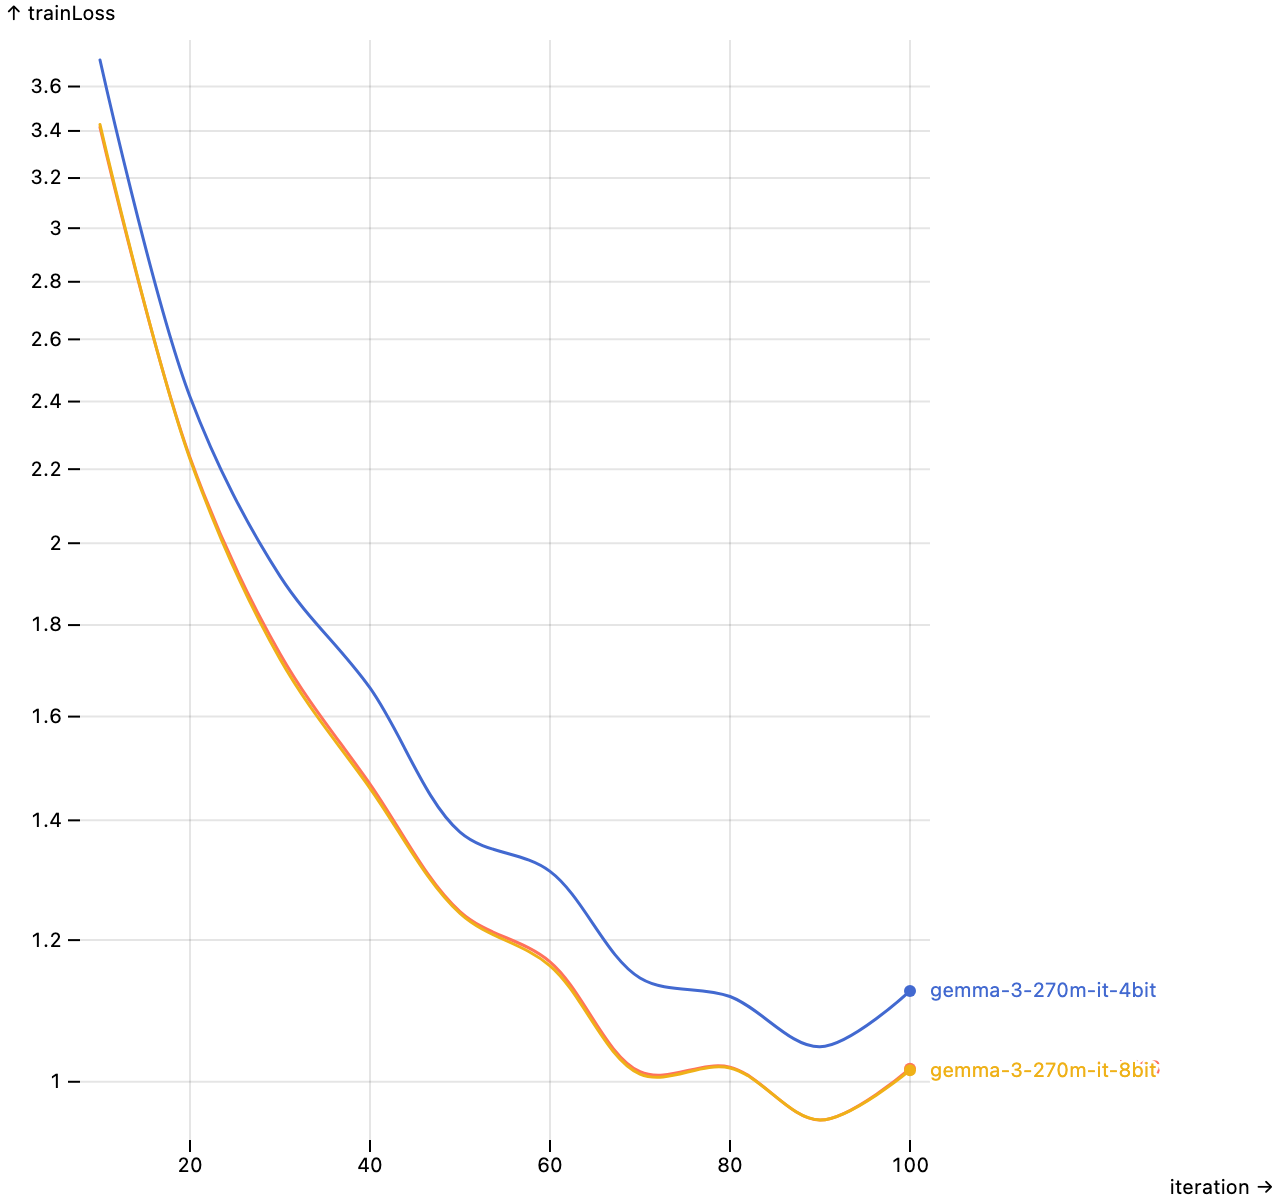 ↑ trainLoss
3.6
3.4
3.2
3
2.8
2.6
2.4
2.2
2
1.8
1.6
1.4
1.2
1
gemma-3-270m-it-4bit
gemma-3-270m-it-8bit
20 40 60 80 100
iteration →